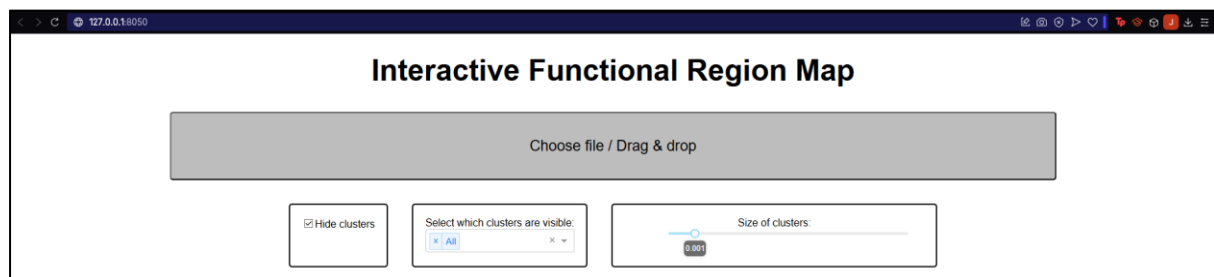 127.0.0.1:8050
Tp
J
Interactive Functional Region Map
Choose file / Drag & drop
Hide clusters
Select which clusters are visible:
× All
Size of clusters:
0.001